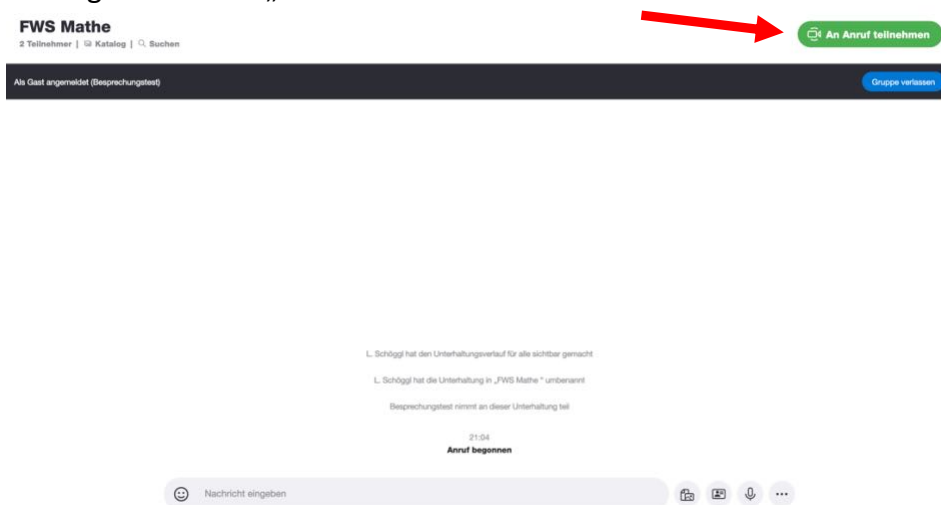 FWS Mathe
An Anruf teilnehmen
2 Teilnehmer | Katalog | Suchen
Als Gast angemeldet (Besprechungstest)
Gruppe verlassen
L. Schöggl hat den Unterhaltungsverlauf für alle sichtbar gemacht
L. Schöggl hat die Unterhaltung in „FWS Mathe “ umbenannt
Besprechungstest nimmt an dieser Unterhaltung teil
21:04
Anruf begonnen
Nachricht eingeben